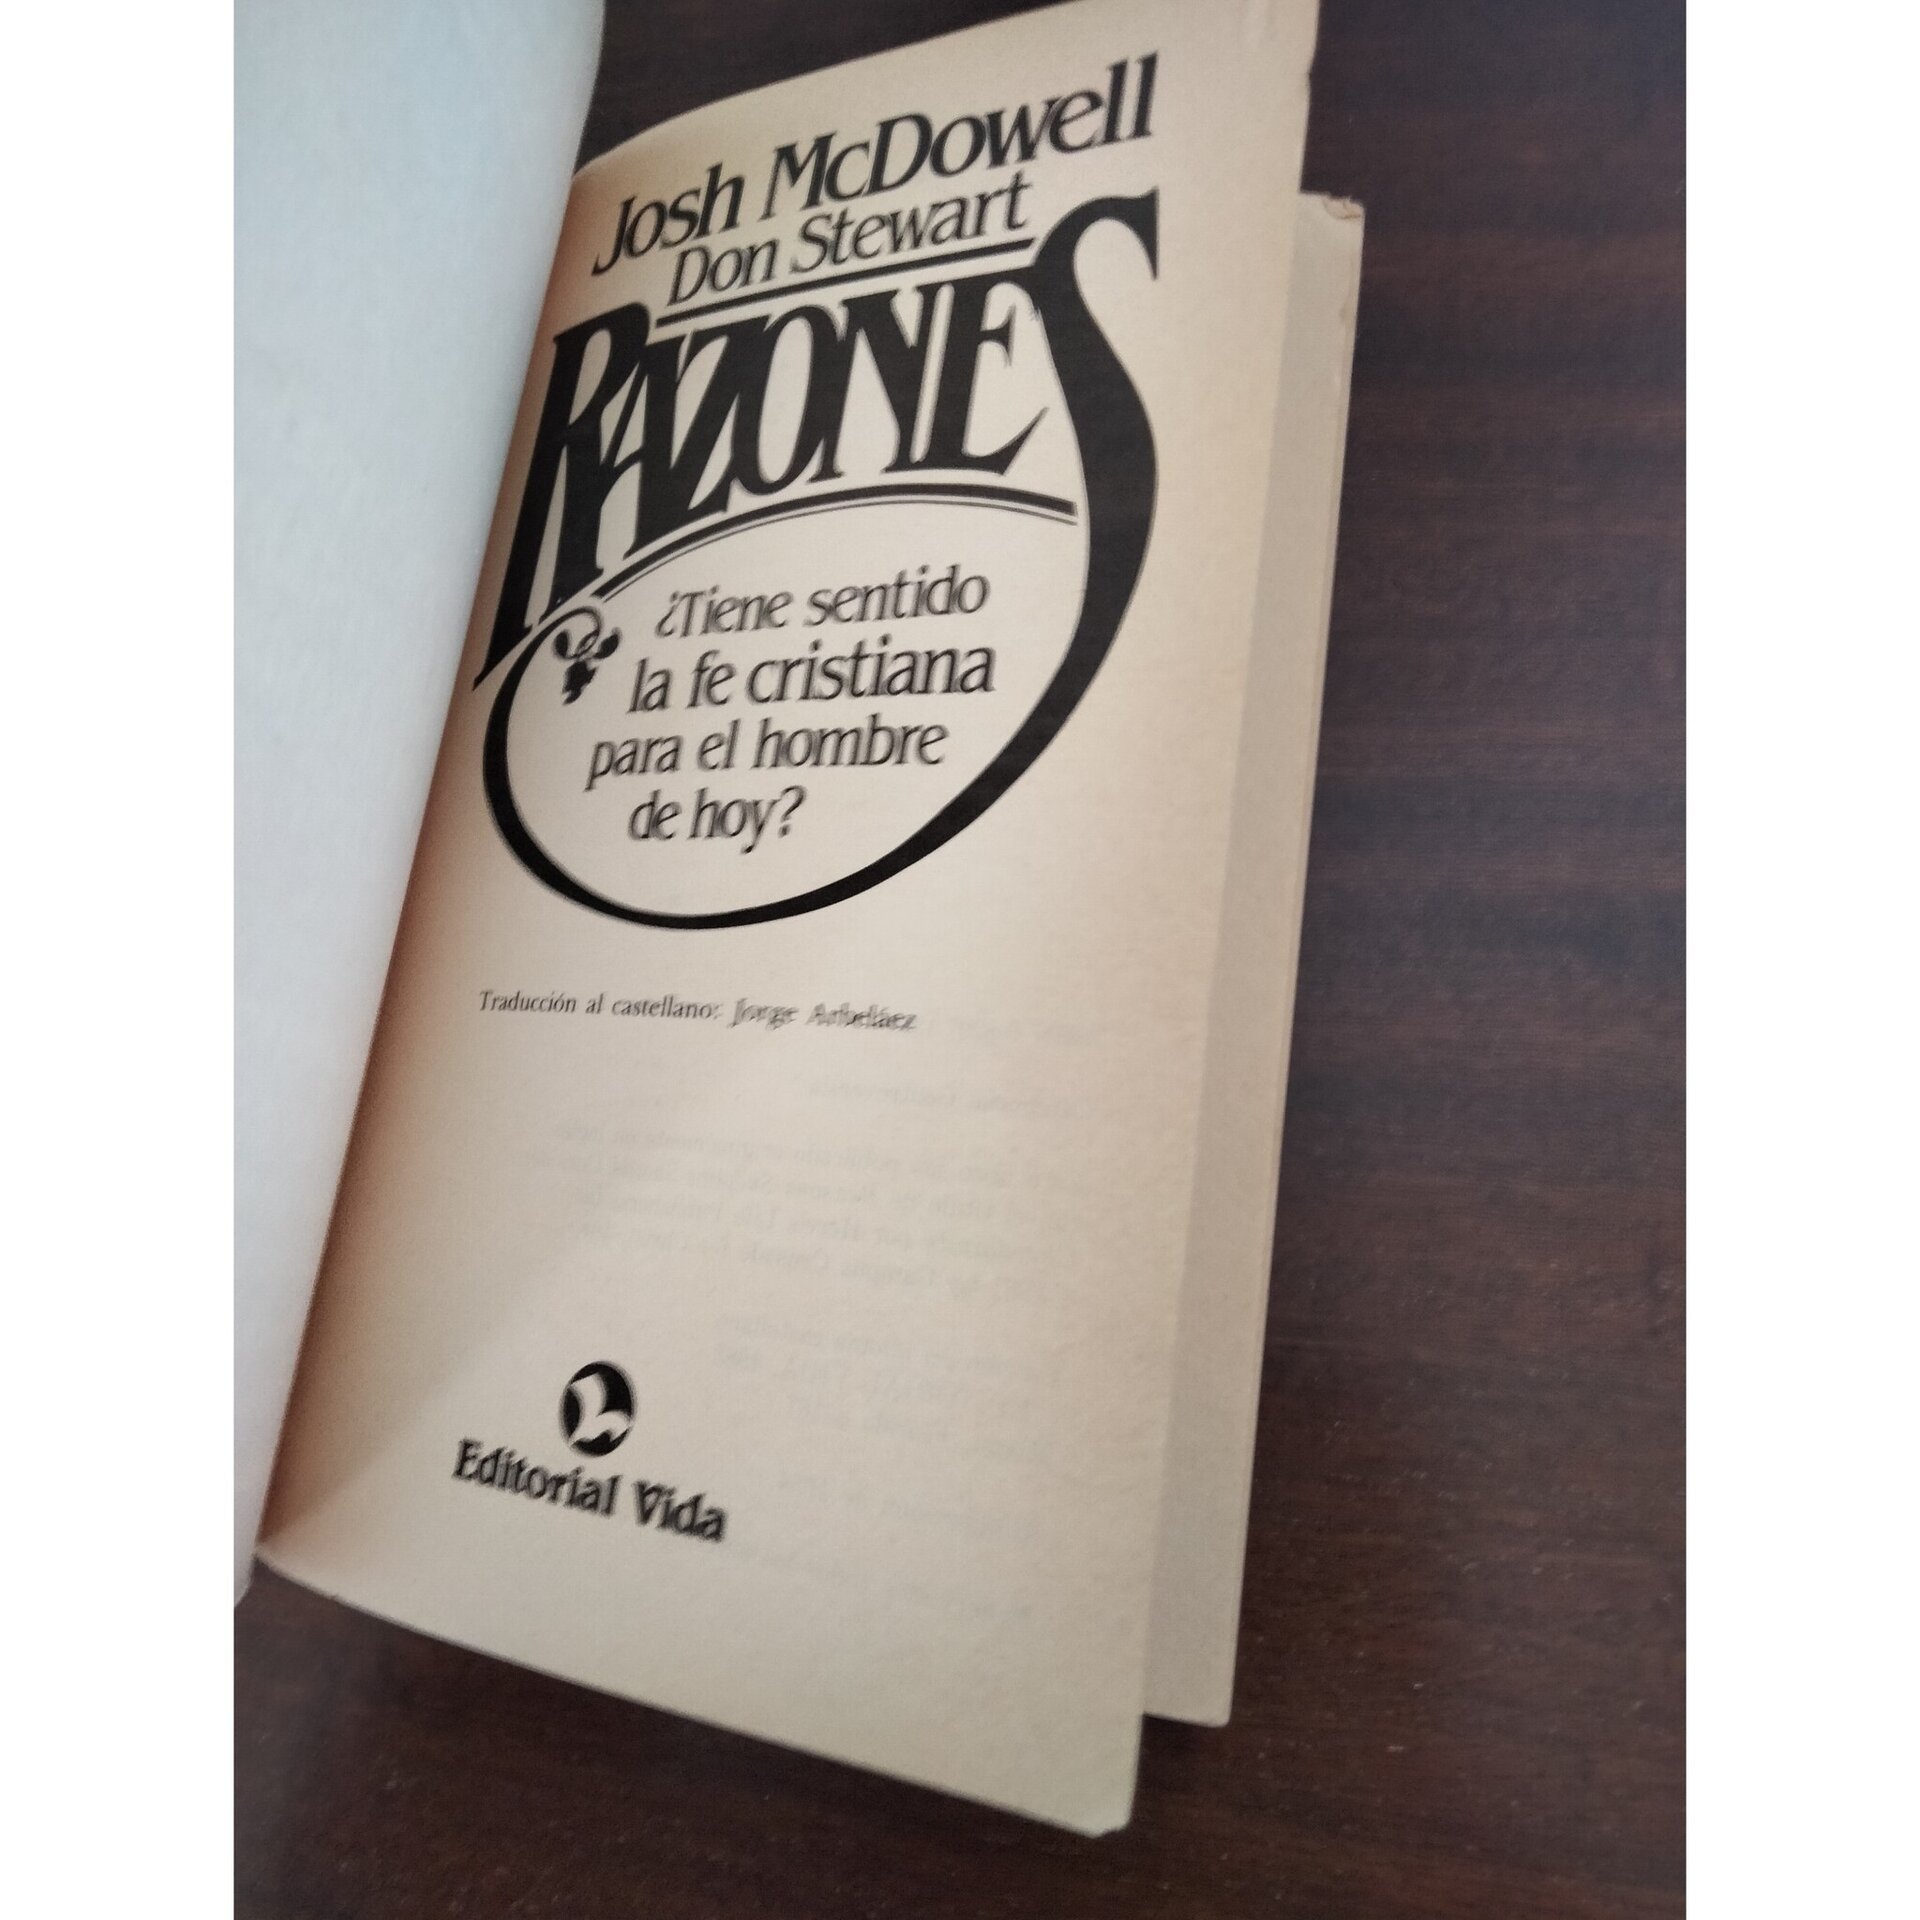 Josh McDowell
Don Stewart
RAZONES
¿Tiene sentido
la fe cristiana
para el hombre
de hoy?
Traducción al castellano: Jorge Arbeláez
Editorial Vida